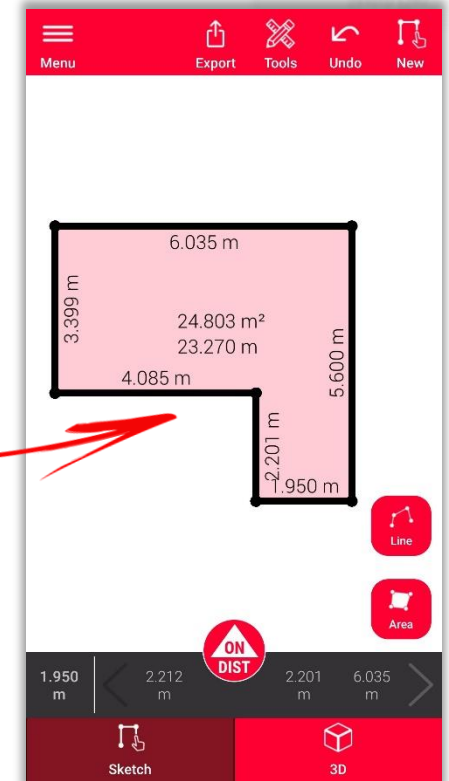 Menu
Export
Tools
Undo
New
6.035 m
3.399 m
24.803 m²
23.270 m
5.600 m
4.085 m
2.201 m
1.950 m
Line
Area
ON
DIST
1.950
m
2.212
m
2.201
m
6.035
m
Sketch
3D